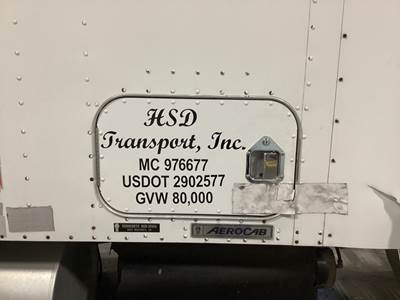 HSD
Transport, Inc.
MC 976677
USDOT 2902577
GVW 80,000
AEROCAB